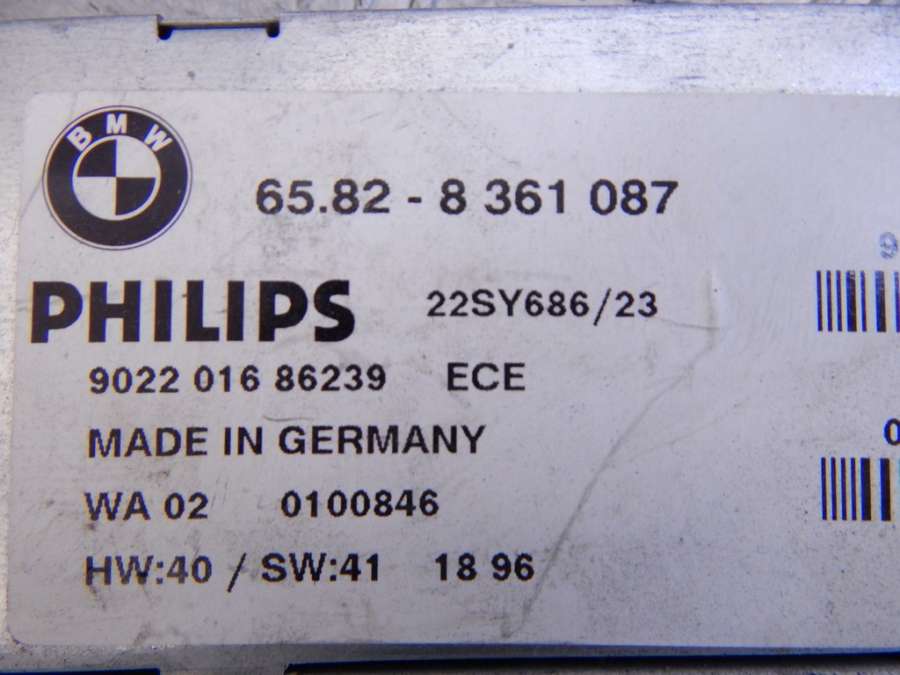 BMW
65.82 - 8 361 087
PHILIPS 22SY686/23
9022 016 86239 ECE
MADE IN GERMANY
WA 02 0100846
HW:40 / SW:41 18 96